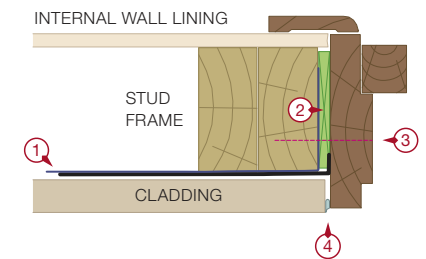 INTERNAL WALL LINING
STUD
FRAME
2
3
1
CLADDING
4